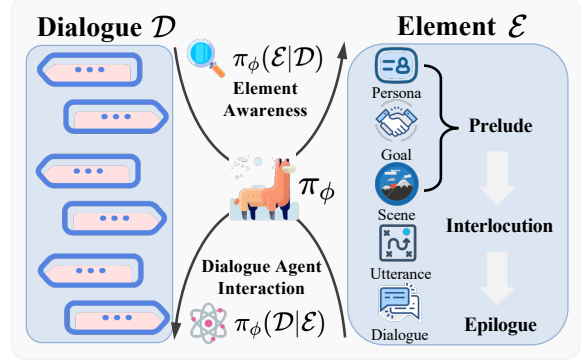 Dialogue 𝒟
Element ℰ
π_ϕ(ℰ|𝒟)
Element
Awareness
π_ϕ
Dialogue Agent
Interaction
π_ϕ(𝒟|ℰ)
Persona
Goal
Scene
Utterance
Dialogue
Prelude
Interlocution
Epilogue